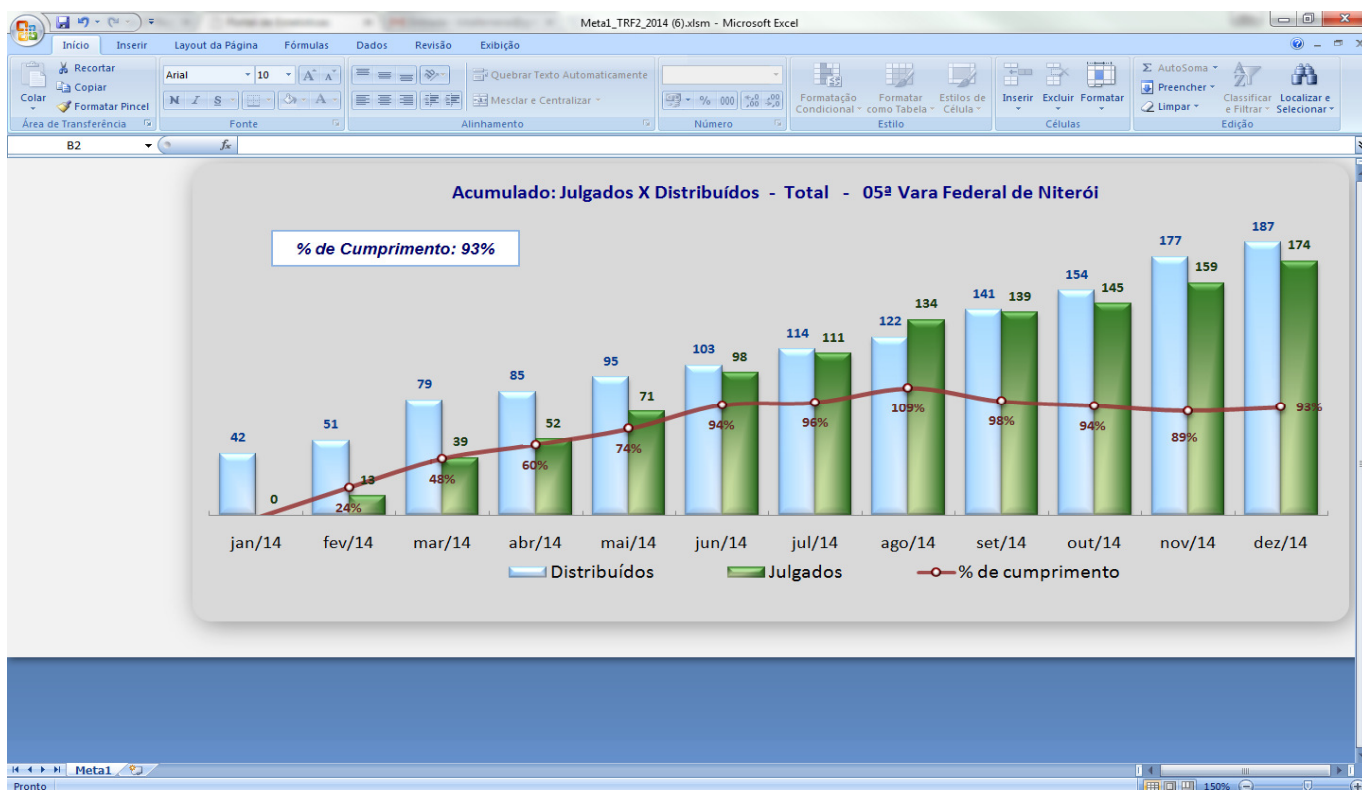 Meta1_TRF2_2014 (6).xlsm - Microsoft Excel
Início Inserir Layout da Página Fórmulas Dados Revisão Exibição
Colar
Recortar
Copiar
Formatar Pincel
Área de Transferência
Arial 10
N I S
Fonte
Quebrar Texto Automaticamente
Mesclar e Centralizar
Alinhamento
% 000
Número
Formatação Condicional
Formatar como Tabela
Estilos de Célula
Estilo
Inserir Excluir Formatar
Células
Σ AutoSoma
Preencher
Limpar
Classificar e Filtrar
Localizar e Selecionar
Edição
B2 fx
Acumulado: Julgados X Distribuídos - Total - 05ª Vara Federal de Niterói
% de Cumprimento: 93%
42 51 79 85 95 103 114 122 141 154 177 187
0 13 39 52 71 98 111 134 139 145 159 174
24% 48% 60% 74% 94% 96% 109% 98% 94% 89% 93%
jan/14 fev/14 mar/14 abr/14 mai/14 jun/14 jul/14 ago/14 set/14 out/14 nov/14 dez/14
Distribuídos Julgados % de cumprimento
Meta1
Pronto 150%